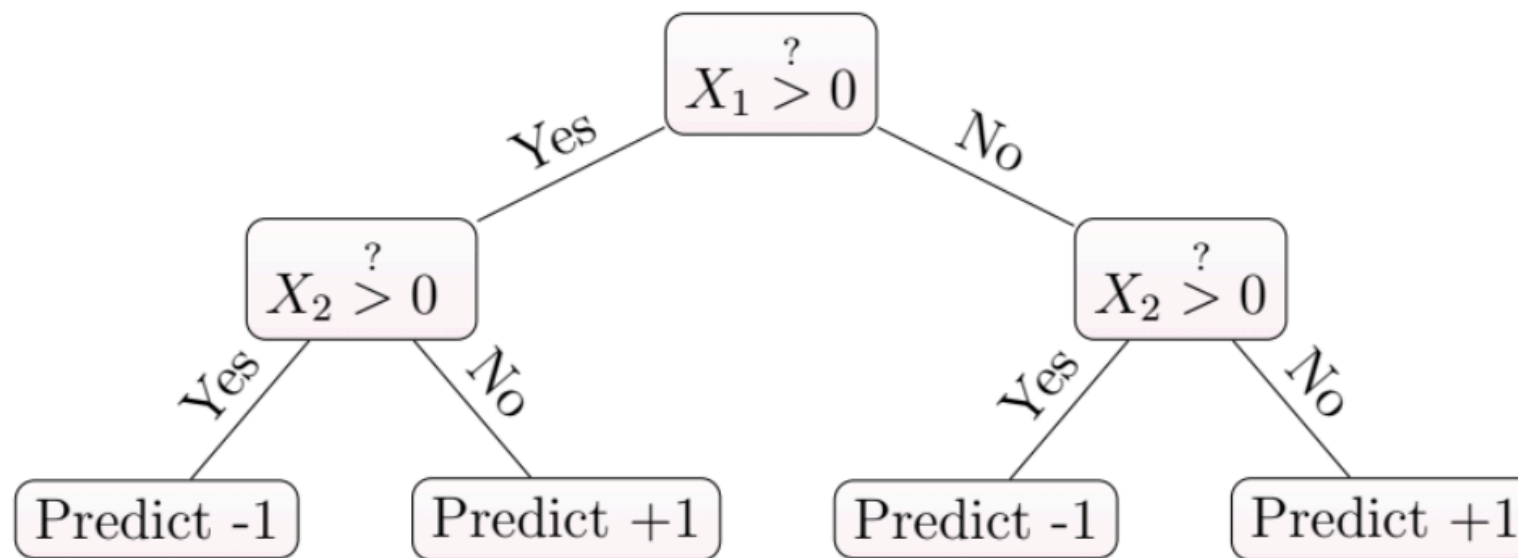 X₁ >? 0
Yes
No
X₂ >? 0
X₂ >? 0
Yes
No
Yes
No
Predict -1
Predict +1
Predict -1
Predict +1